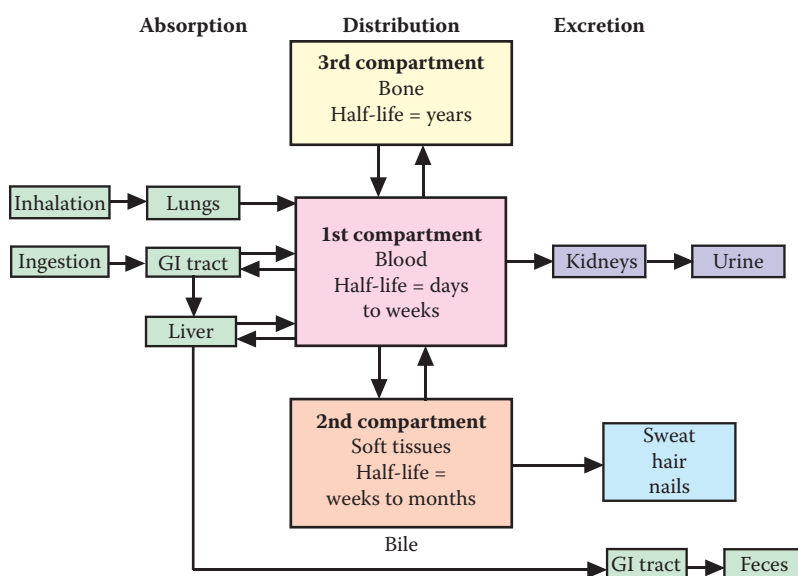 Absorption
Distribution
Excretion
3rd compartment
Bone
Half-life = years
Inhalation
Lungs
Ingestion
GI tract
Liver
1st compartment
Blood
Half-life = days
to weeks
Kidneys
Urine
2nd compartment
Soft tissues
Half-life =
weeks to months
Sweat
hair
nails
Bile
GI tract
Feces